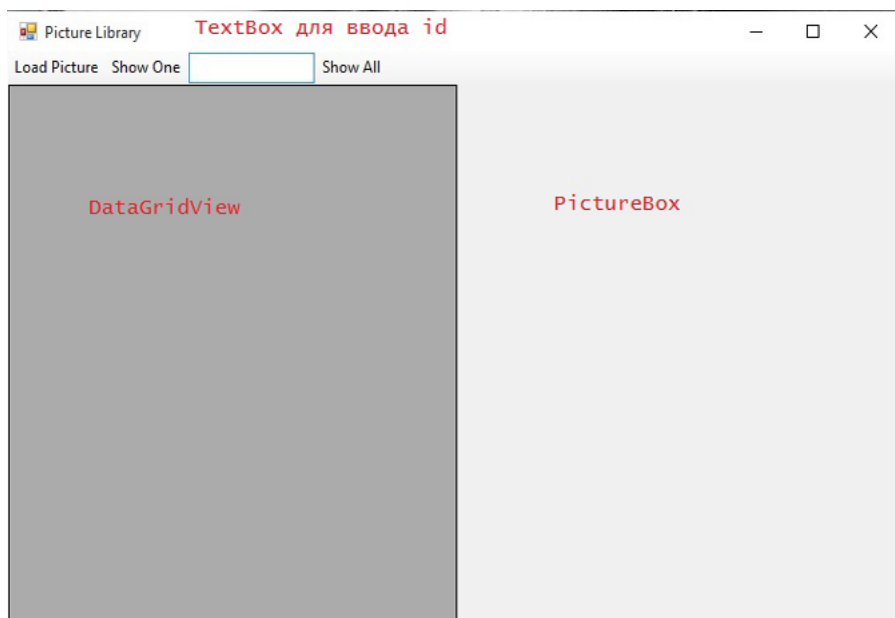 Picture Library TextBox для ввода id
Load Picture Show One Show All
DataGridView
PictureBox